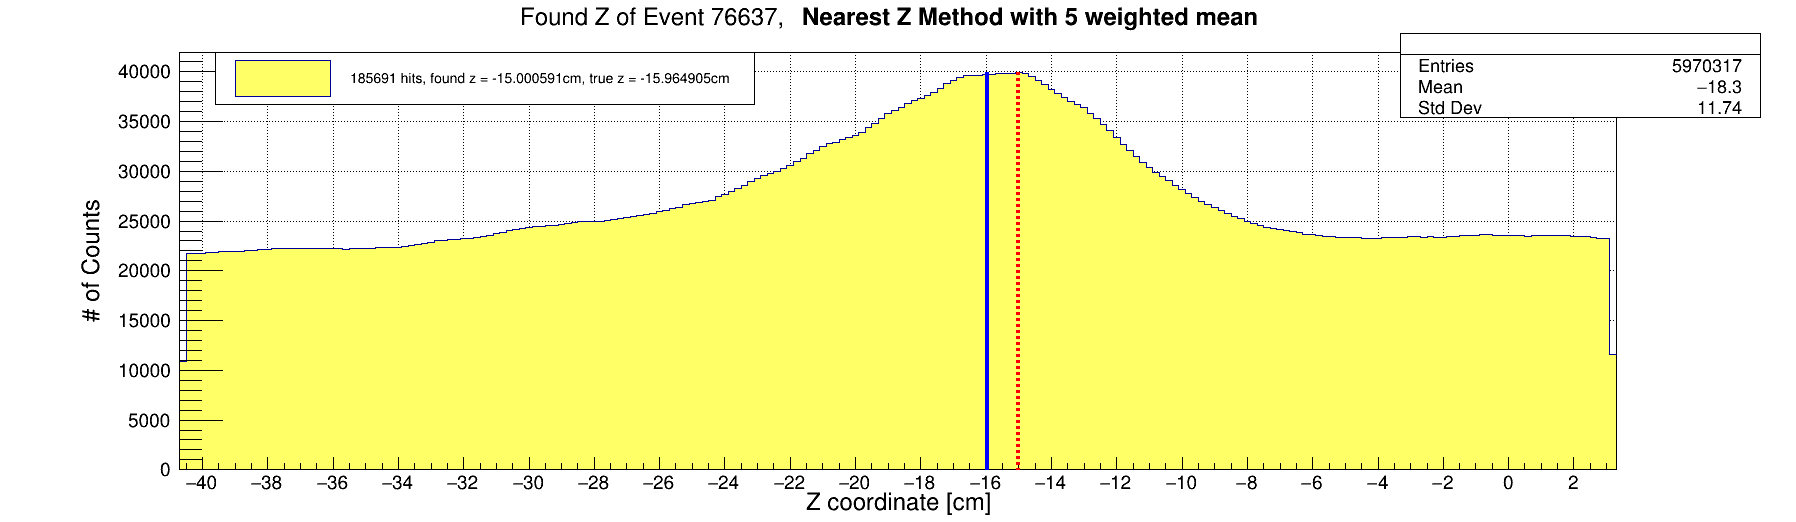 Found Z of Event 76637, Nearest Z Method with 5 weighted mean
185691 hits, found z = -15.000591cm, true z = -15.964905cm
Entries 5970317
Mean −18.3
Std Dev 11.74
# of Counts
40000
35000
30000
25000
20000
15000
10000
5000
0
−40 −38 −36 −34 −32 −30 −28 −26 −24 −22 −20 −18 −16 −14 −12 −10 −8 −6 −4 −2 0 2
Z coordinate [cm]